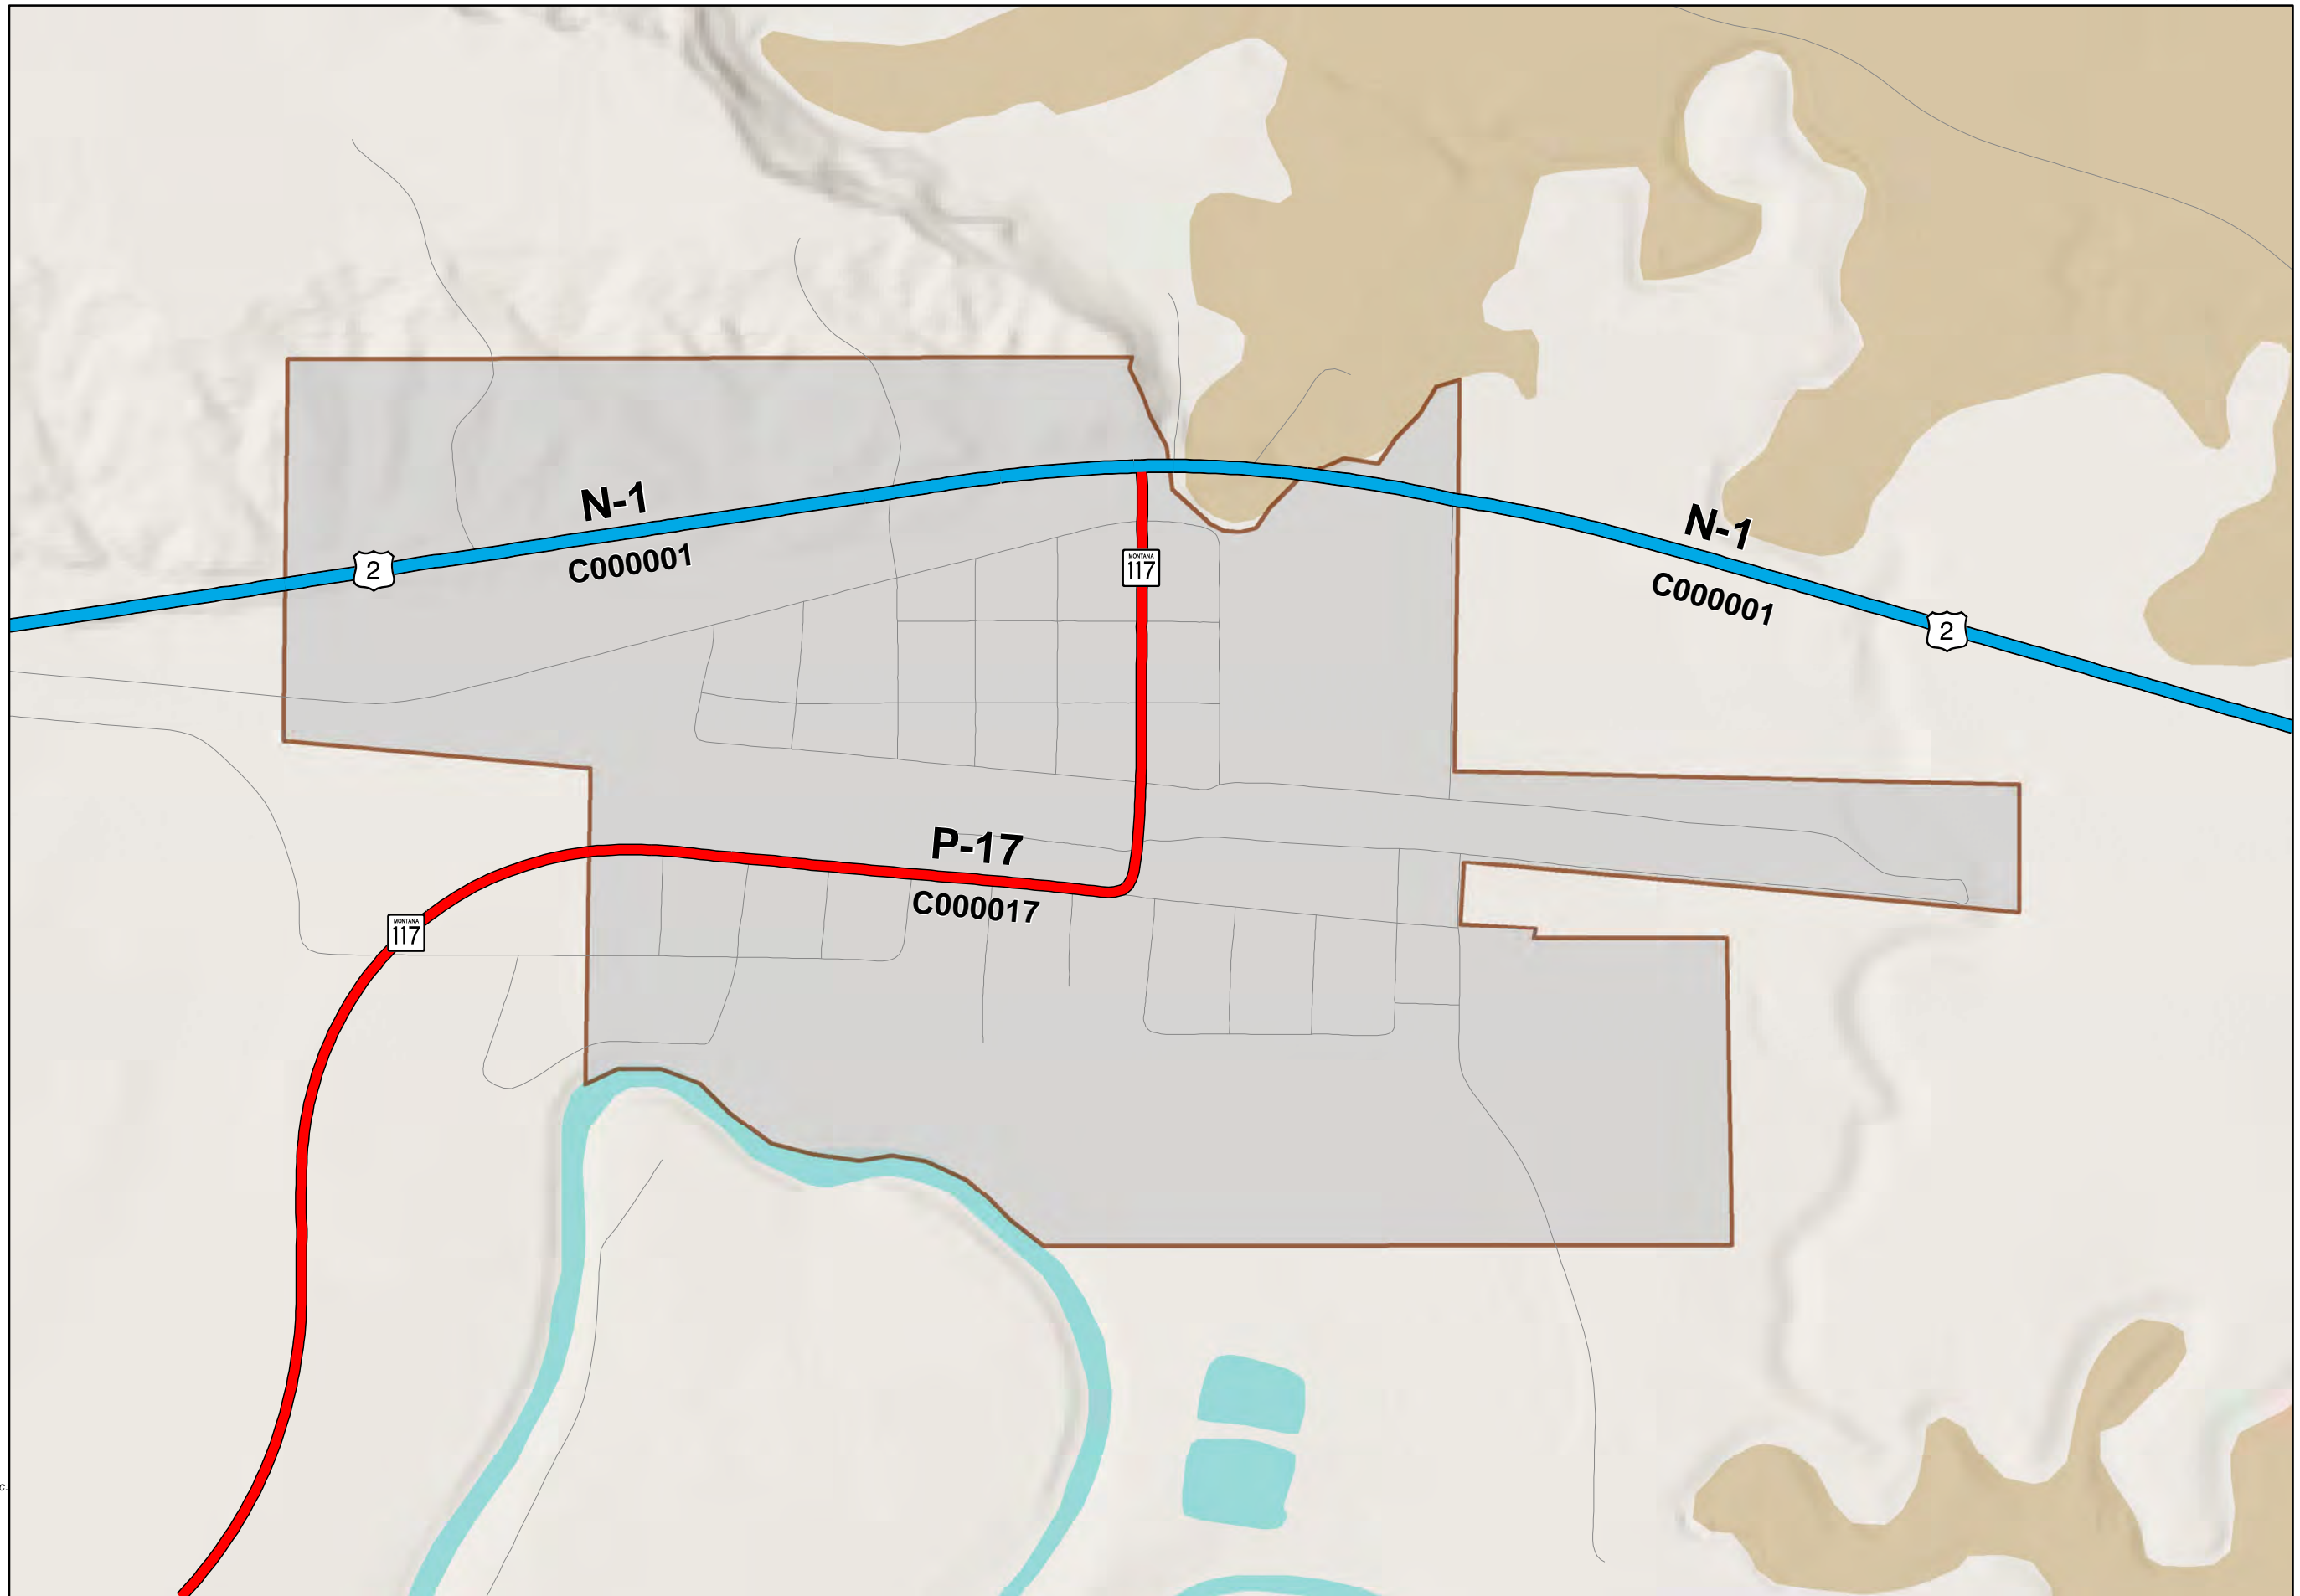 N-1
C000001
2
MONTANA
117
N-1
C000001
2
P-17
C000017
MONTANA
117
c.